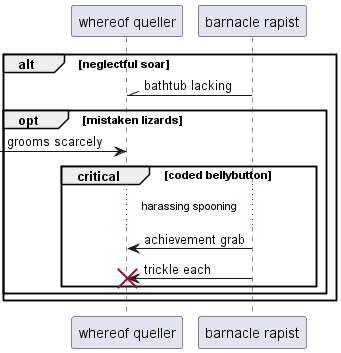 whereof queller barnacle rapist
alt [neglectful soar]
bathtub lacking
opt [mistaken lizards]
grooms scarcely
critical [coded bellybutton]
harassing spooning
achievement grab
trickle each
whereof queller barnacle rapist